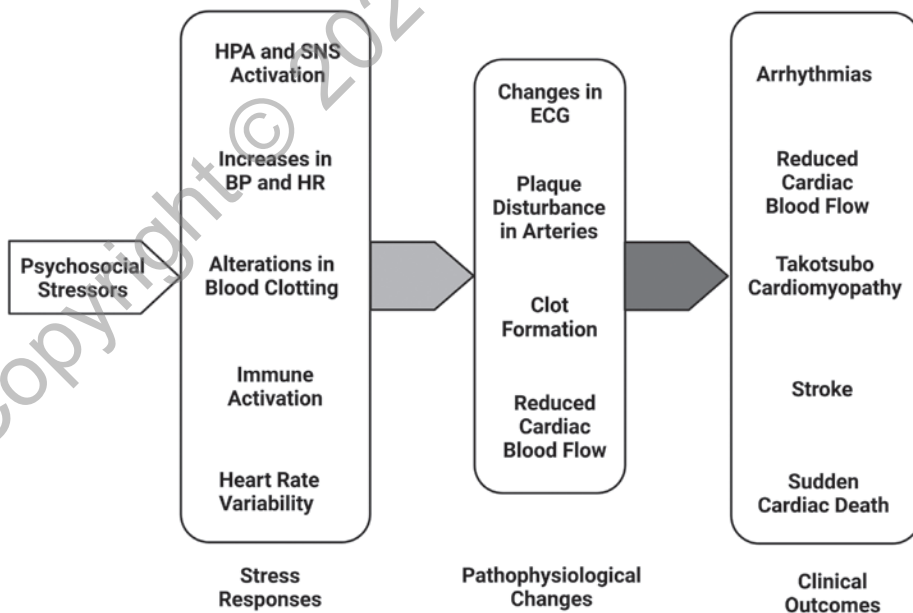 Psychosocial
Stressors
HPA and SNS
Activation
Increases in
BP and HR
Alterations in
Blood Clotting
Immune
Activation
Heart Rate
Variability
Stress
Responses
Changes in
ECG
Plaque
Disturbance
in Arteries
Clot
Formation
Reduced
Cardiac
Blood Flow
Pathophysiological
Changes
Arrhythmias
Reduced
Cardiac
Blood Flow
Takotsubo
Cardiomyopathy
Stroke
Sudden
Cardiac Death
Clinical
Outcomes
Copyright ©